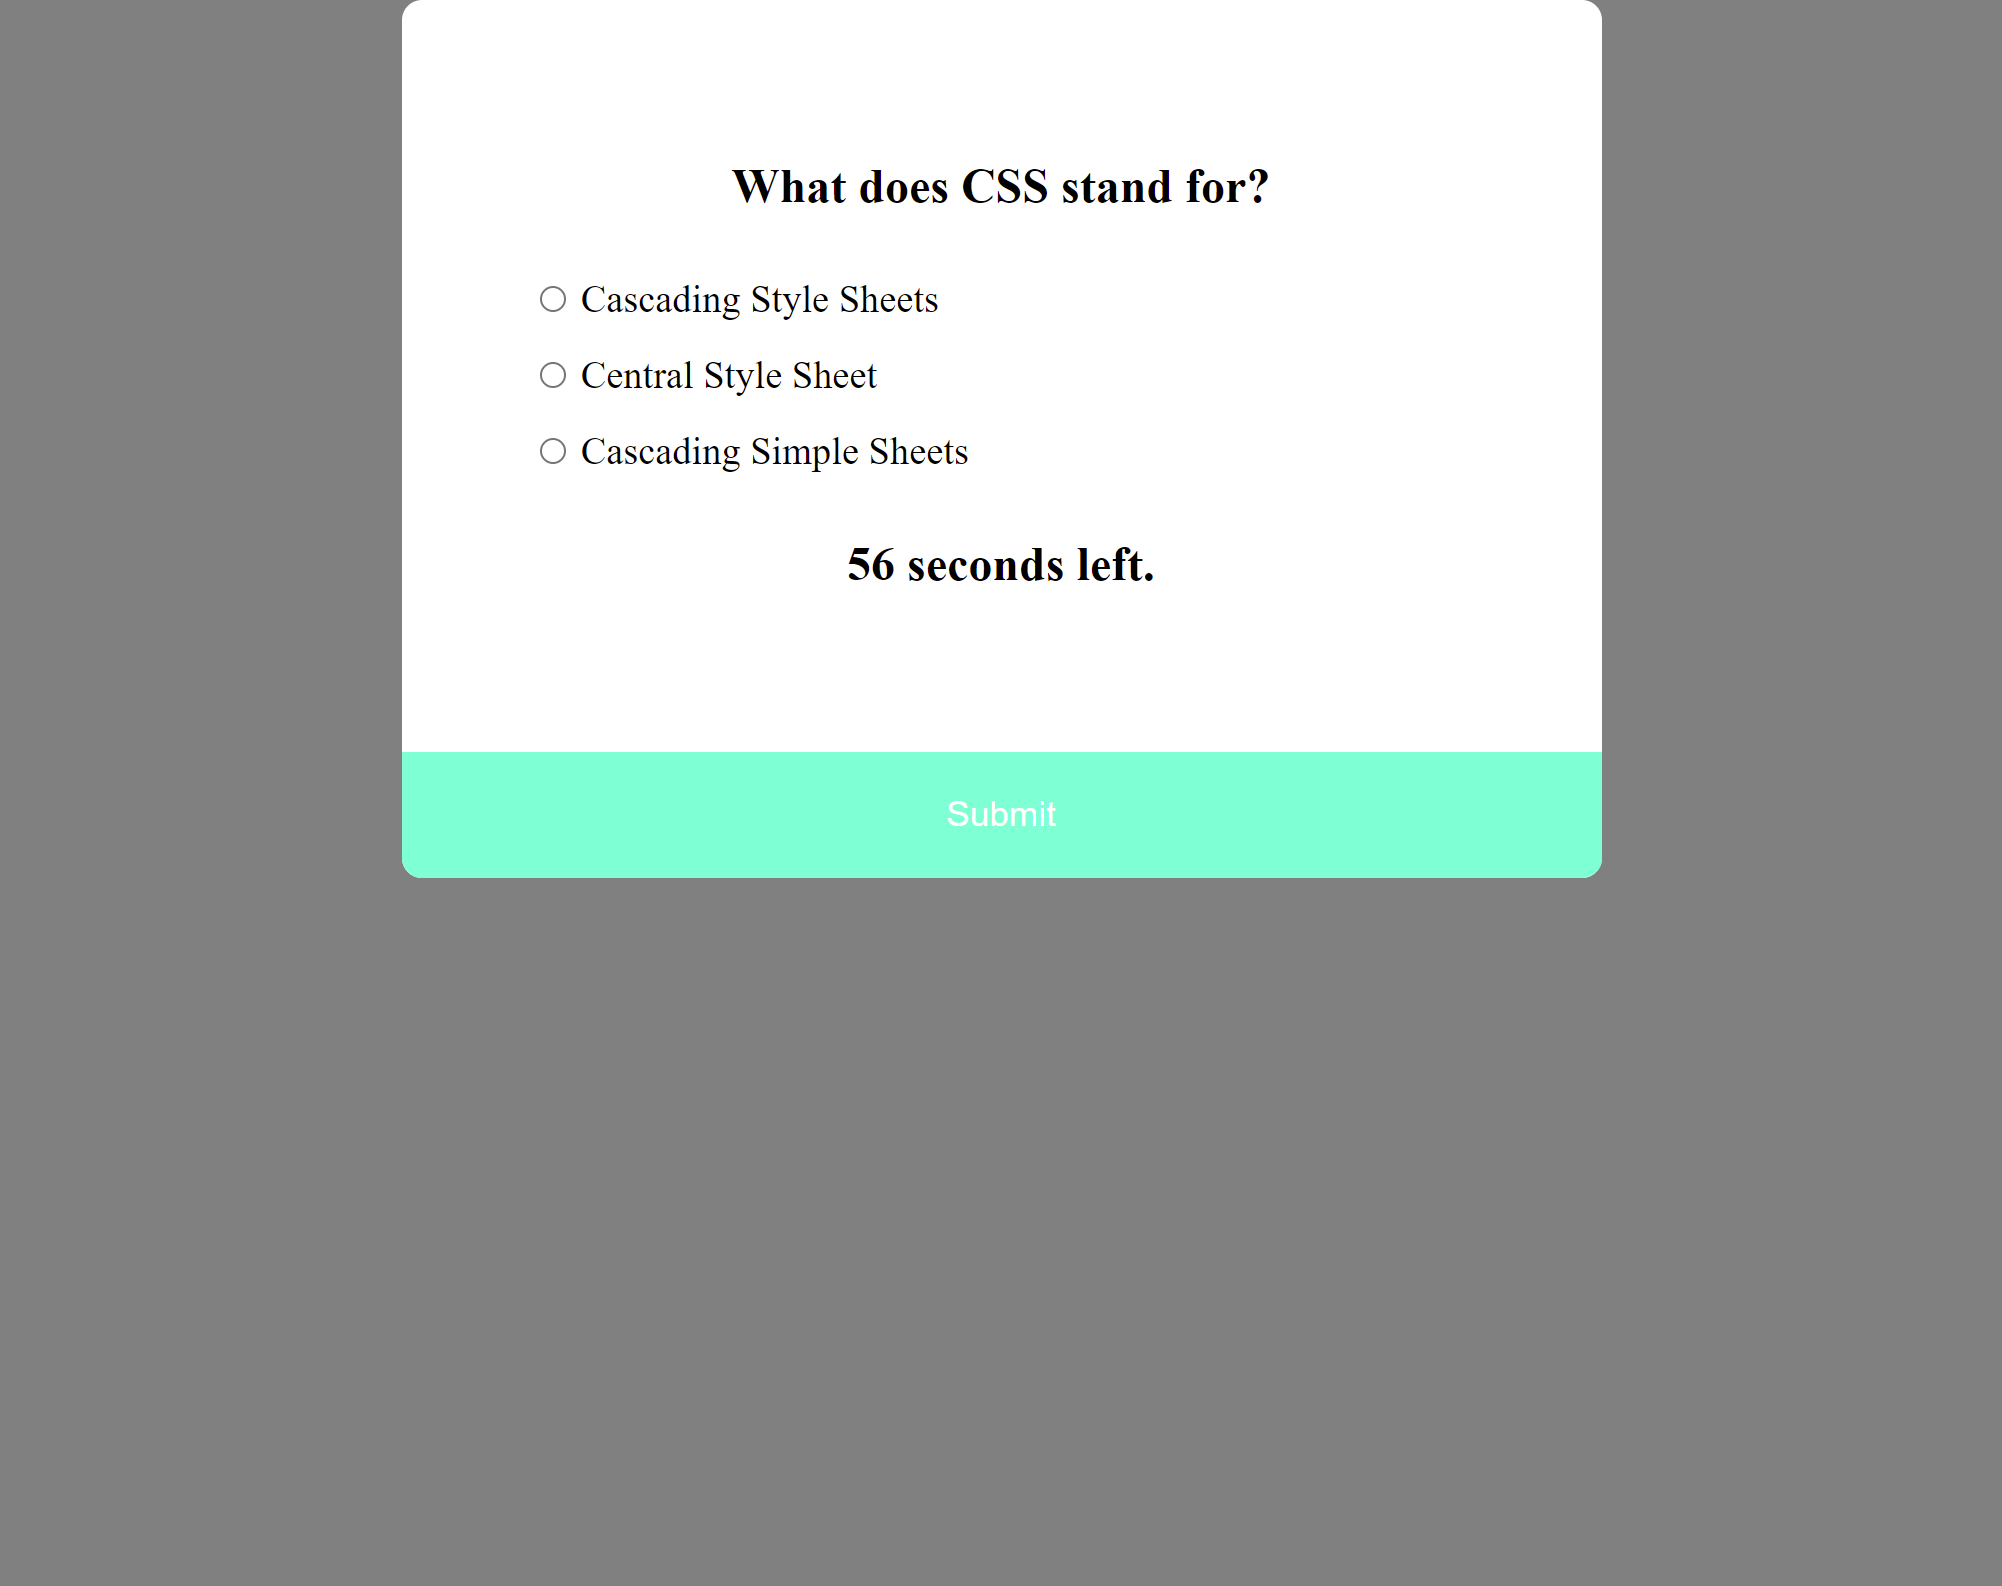 What does CSS stand for?
Cascading Style Sheets
Central Style Sheet
Cascading Simple Sheets
56 seconds left.
Submit